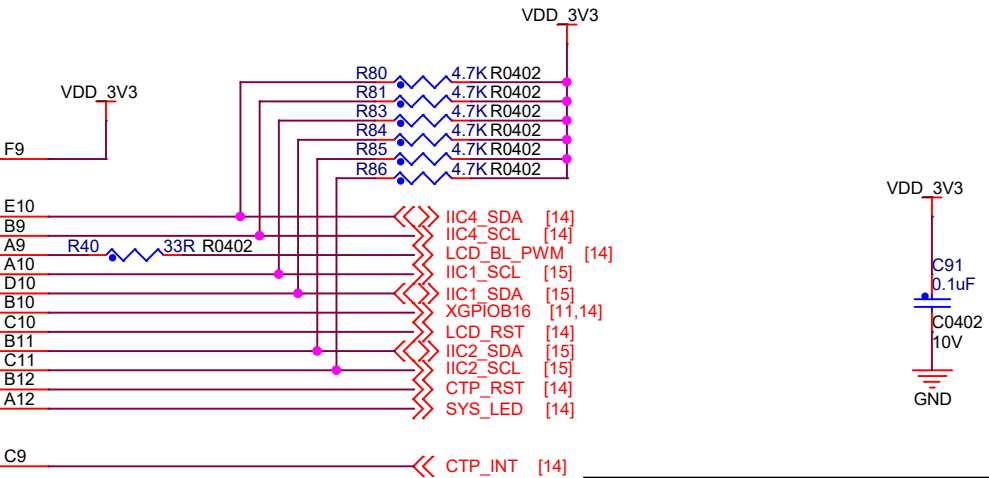 VDD_3V3
R80 4.7K R0402
R81 4.7K R0402
VDD_3V3
R83 4.7K R0402
R84 4.7K R0402
F9
R85 4.7K R0402
R86 4.7K R0402
VDD_3V3
E10 IIC4_SDA [14]
B9 IIC4_SCL [14]
A9 R40 33R R0402 LCD_BL_PWM [14]
A10 IIC1_SCL [15]
C91
0.1uF
D10 IIC1_SDA [15]
B10 XGPIOB16 [11,14]
C10 LCD_RST [14]
C0402
10V
B11 IIC2_SDA [15]
C11 IIC2_SCL [15]
B12 CTP_RST [14]
GND
A12 SYS_LED [14]
C9 CTP_INT [14]